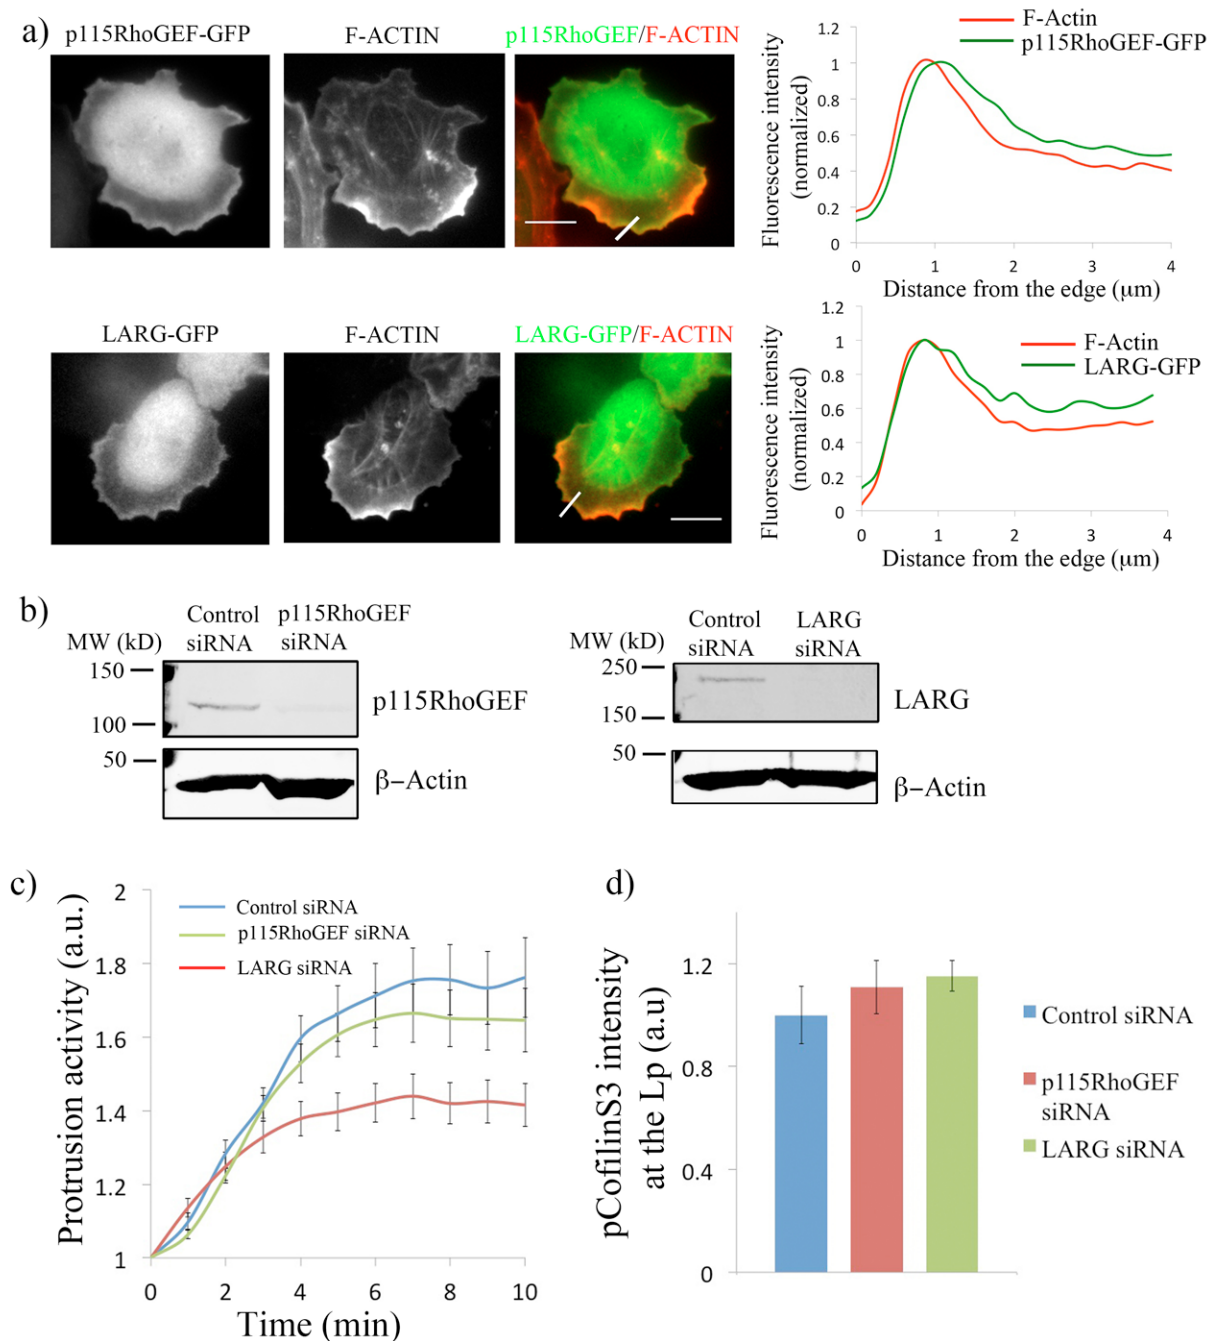 a)
p115RhoGEF-GFP
F-ACTIN
p115RhoGEF/F-ACTIN
F-Actin
p115RhoGEF-GFP
Fluorescence intensity
(normalized)
1.2
1
0.8
0.6
0.4
0.2
0
0 1 2 3 4
Distance from the edge (μm)
LARG-GFP
F-ACTIN
LARG-GFP/F-ACTIN
F-Actin
LARG-GFP
Fluorescence intensity
(normalized)
1.2
1
0.8
0.6
0.4
0.2
0
0 1 2 3 4
Distance from the edge (μm)
b)
MW (kD)
Control
siRNA
p115RhoGEF
siRNA
150
100
p115RhoGEF
50
β–Actin
MW (kD)
Control
siRNA
LARG
siRNA
250
150
LARG
50
β–Actin
c)
Protrusion activity (a.u.)
2
1.8
1.6
1.4
1.2
1
Control siRNA
p115RhoGEF siRNA
LARG siRNA
0 2 4 6 8 10
Time (min)
d)
pCofilinS3 intensity
at the Lp (a.u)
1.2
0.8
0.4
0
Control siRNA
p115RhoGEF
siRNA
LARG siRNA